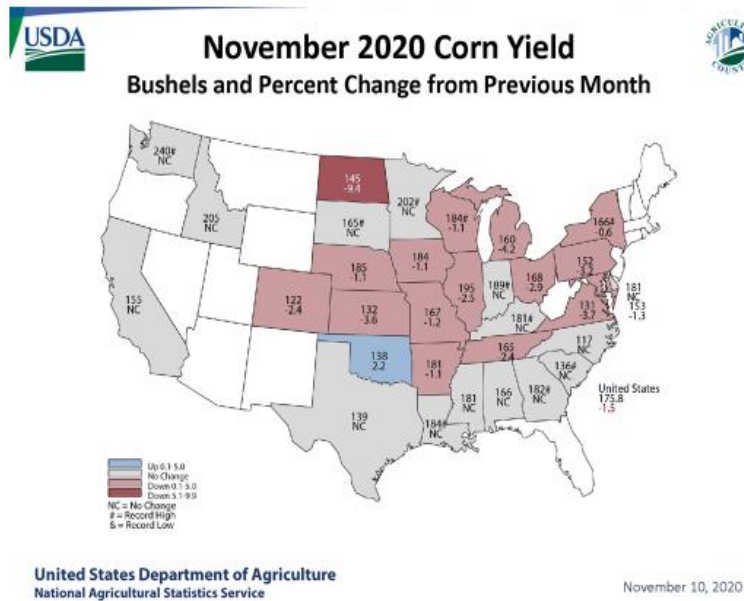 USDA
November 2020 Corn Yield
Bushels and Percent Change from Previous Month
AGRICULTURE
COUNTS
240#
NC
205
NC
155
NC
145
-9.4
165#
NC
202#
NC
184#
-1.1
160
-4.2
166#
-0.6
185
-1.1
184
-1.1
195
-2.5
189#
NC
168
-2.9
152
-3.2
181
NC
153
-1.3
122
-2.4
132
-3.6
167
-1.2
181#
NC
131
-3.7
138
2.2
181
-1.1
165
-2.4
117
NC
136#
NC
139
NC
184#
NC
181
NC
166
NC
182#
NC
United States
175.8
-1.5
Up 0.1-5.0
No Change
Down 0.1-5.0
Down 5.1-9.9
NC = No Change
# = Record High
& = Record Low
United States Department of Agriculture
National Agricultural Statistics Service
November 10, 2020